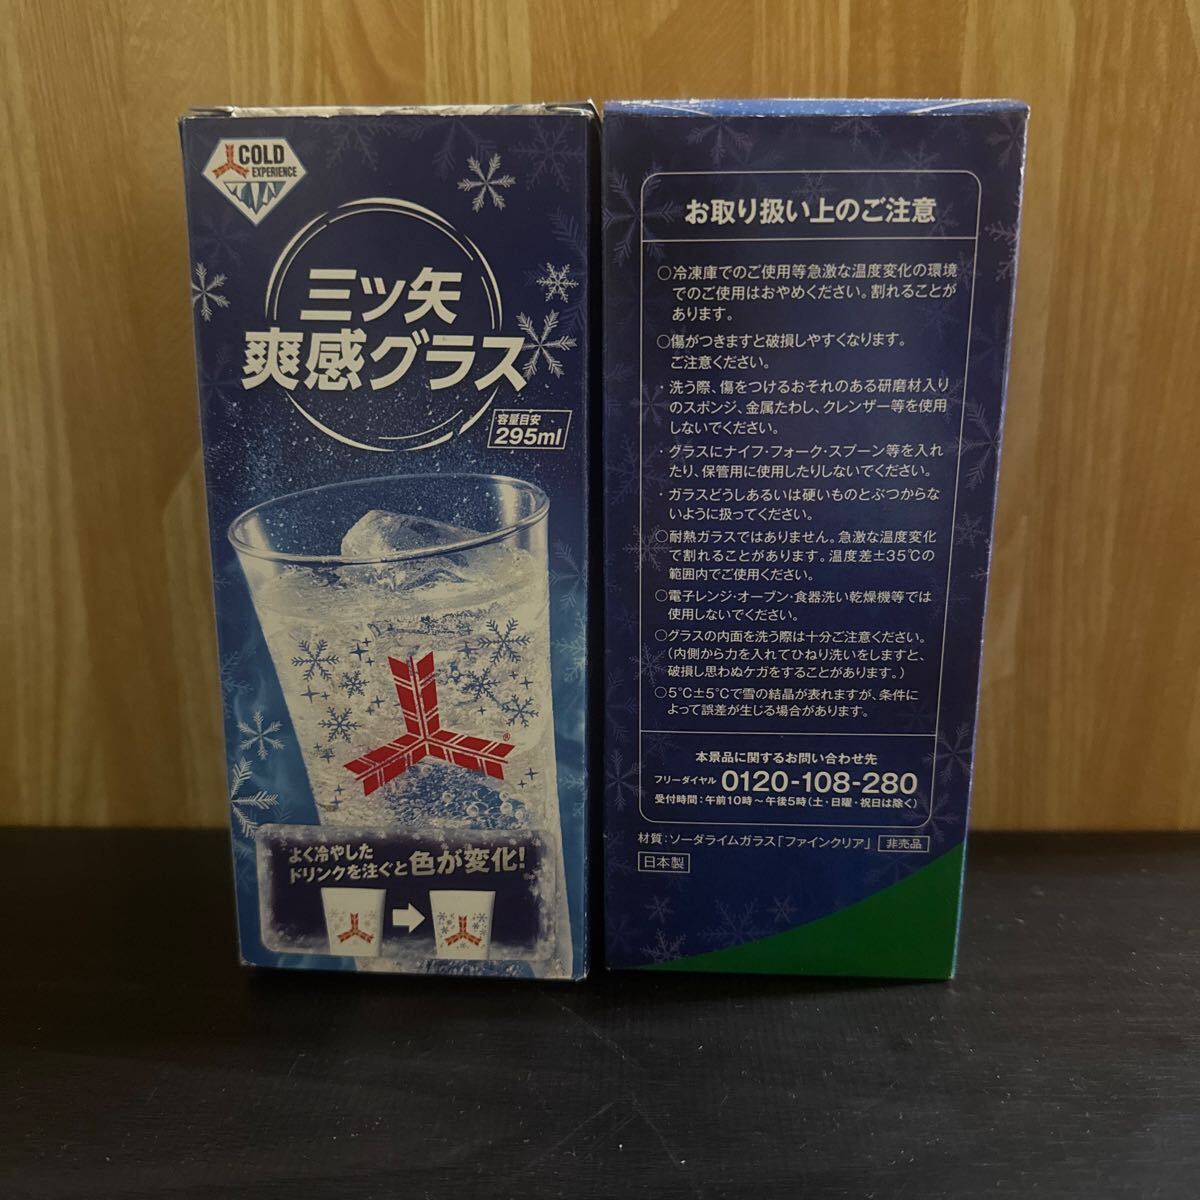 COLD
EXPERIENCE
三ツ矢
爽感グラス
容量目安
295ml
®
よく冷やした
ドリンクを注ぐと色が変化!
お取り扱い上のご注意
○冷凍庫でのご使用等急激な温度変化の環境
でのご使用はおやめください。割れることが
あります。
○傷がつきますと破損しやすくなります。
ご注意ください。
・洗う際、傷をつけるおそれのある研磨材入り
のスポンジ、金属たわし、クレンザー等を使用
しないでください。
・グラスにナイフ・フォーク・スプーン等を入れ
たり、保管用に使用したりしないでください。
・ガラスどうしあるいは硬いものとぶつからな
いように扱ってください。
○耐熱ガラスではありません。急激な温度変化
で割れることがあります。温度差±35℃の
範囲内でご使用ください。
○電子レンジ・オーブン・食器洗い乾燥機等では
使用しないでください。
○グラスの内面を洗う際は十分ご注意ください。
(内側から力を入れてひねり洗いをしますと、
破損し思わぬケガをすることがあります。)
○5℃±5℃で雪の結晶が表れますが、条件に
よって誤差が生じる場合があります。
本景品に関するお問い合わせ先
フリーダイヤル 0120-108-280
受付時間:午前10時〜午後5時(土・日曜・祝日は除く)
材質:ソーダライムガラス「ファインクリア」 非売品
日本製